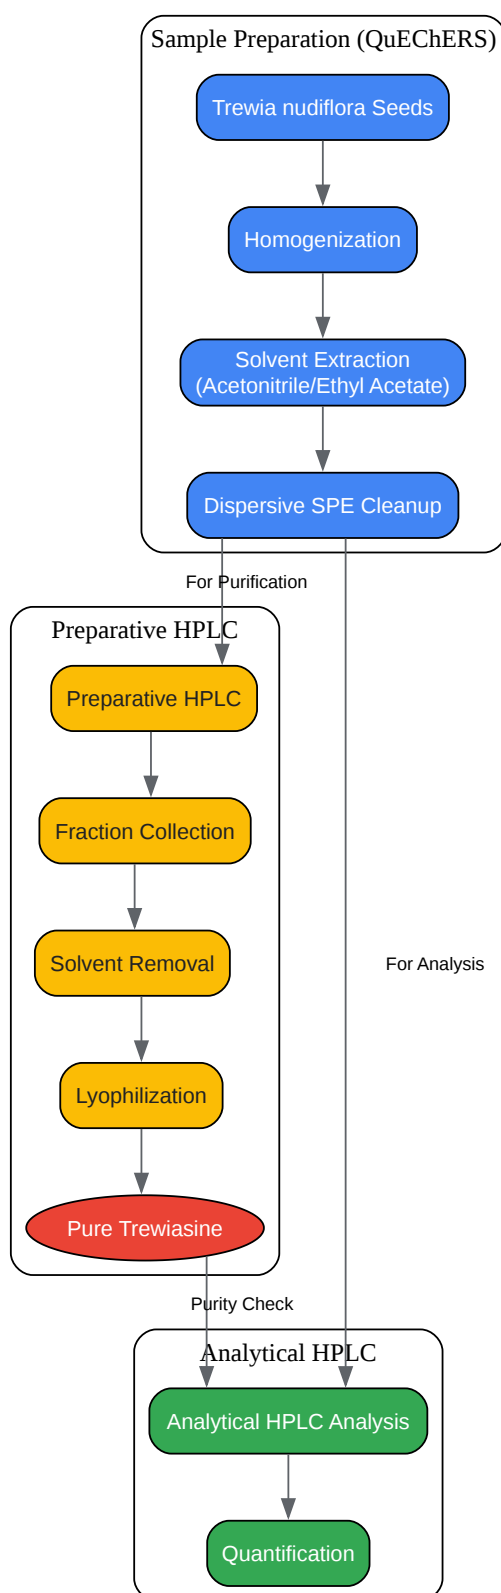 Sample Preparation (QuEChERS)
Trewia nudiflora Seeds
Homogenization
Solvent Extraction
(Acetonitrile/Ethyl Acetate)
Dispersive SPE Cleanup
For Purification
Preparative HPLC
Preparative HPLC
Fraction Collection
Solvent Removal
For Analysis
Lyophilization
Pure Trewiasine
Purity Check
Analytical HPLC
Analytical HPLC Analysis
Quantification